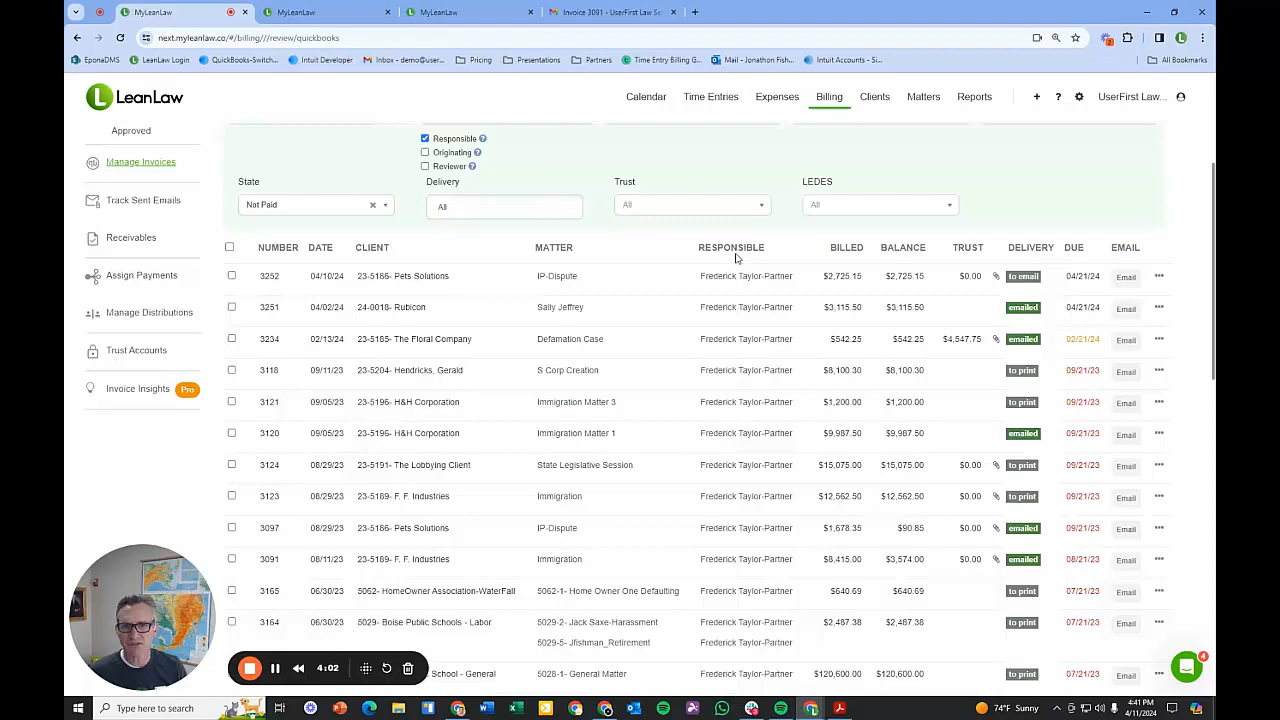 MyLeanLaw
MyLeanLaw
MyLeanLaw
Invoice 3091 - UserFirst Law Se
next.myleanlaw.co/#/billing///review/quickbooks
EponaDMS
LeanLaw Login
QuickBooks-Switch...
Intuit Developer
Inbox - demo@user...
Pricing
Presentations
Partners
Time Entry Billing G...
Mail - Jonathon Fish...
Intuit Accounts - Si...
All Bookmarks
LeanLaw
Calendar
Time Entries
Expenses
Billing
Clients
Matters
Reports
+
?
UserFirst Law...
Approved
Manage Invoices
Track Sent Emails
Receivables
Assign Payments
Manage Distributions
Trust Accounts
Invoice Insights Pro
Responsible
Originating
Reviewer
State Delivery Trust LEDES
Not Paid All All All
NUMBER DATE CLIENT MATTER RESPONSIBLE BILLED BALANCE TRUST DELIVERY DUE EMAIL
3252 04/10/24 23-5186- Pets Solutions IP-Dispute Frederick Taylor-Partner $2,725.15 $2,725.15 $0.00 to email 04/21/24 Email
3251 04/02/24 24-0018- Rubicon Sally Jeffrey Frederick Taylor-Partner $3,115.50 $3,115.50 emailed 04/21/24 Email
3234 02/13/24 23-5185- The Floral Company Defamation Case Frederick Taylor-Partner $542.25 $542.25 $4,547.75 emailed 02/21/24 Email
3118 09/11/23 23-5204- Hendricks, Gerald S Corp Creation Frederick Taylor-Partner $8,100.30 $8,100.30 to print 09/21/23 Email
3121 09/05/23 23-5196- H&H Corporation Immigration Matter 3 Frederick Taylor-Partner $1,200.00 $1,200.00 to print 09/21/23 Email
3120 09/05/23 23-5196- H&H Corporation Immigration Matter 1 Frederick Taylor-Partner $9,987.50 $9,987.50 emailed 09/21/23 Email
3124 08/29/23 23-5191- The Lobbying Client State Legislative Session Frederick Taylor-Partner $15,075.00 $15,075.00 $0.00 to print 09/21/23 Email
3123 08/29/23 23-5189- F. F. Industries Immigration Frederick Taylor-Partner $12,562.50 $12,562.50 $0.00 to print 09/21/23 Email
3097 08/29/23 23-5186- Pets Solutions IP-Dispute Frederick Taylor-Partner $1,678.35 $90.85 $0.00 emailed 09/21/23 Email
3091 08/11/23 23-5189- F. F. Industries Immigration Frederick Taylor-Partner $8,415.00 $3,574.00 $0.00 emailed 08/21/23 Email
3165 06/30/23 5062- HomeOwner Association-WaterFall 5062-1- Home Owner One Defaulting Frederick Taylor-Partner $640.69 $640.69 to print 07/21/23 Email
3164 06/30/23 5029- Boise Public Schools - Labor 5029-2- Jack Saxe-Harassment Frederick Taylor-Partner $2,487.38 $2,487.38 to print 07/21/23 Email
5029-5- Jfishman_Retirement Frederick Taylor-Partner
School - General 5028-1- General Matter $120,600.00 $120,600.00 to print 07/21/23 Email
4:02
4
Type here to search
74°F Sunny
4:41 PM
4/11/2024